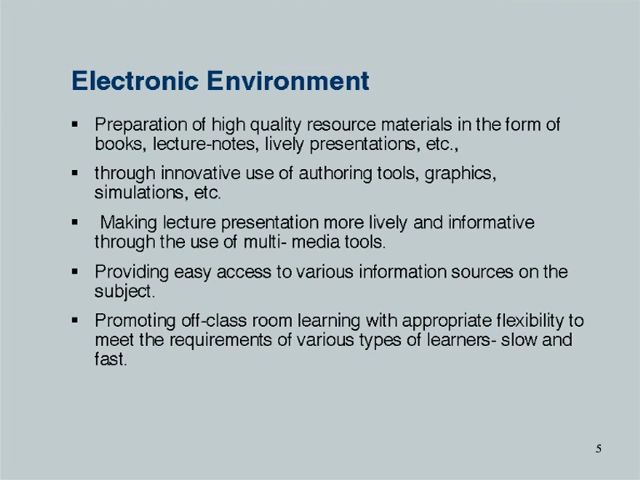 Electronic Environment
▪ Preparation of high quality resource materials in the form of
books, lecture-notes, lively presentations, etc.,
▪ through innovative use of authoring tools, graphics,
simulations, etc.
▪ Making lecture presentation more lively and informative
through the use of multi- media tools.
▪ Providing easy access to various information sources on the
subject.
▪ Promoting off-class room learning with appropriate flexibility to
meet the requirements of various types of learners- slow and
fast.
5